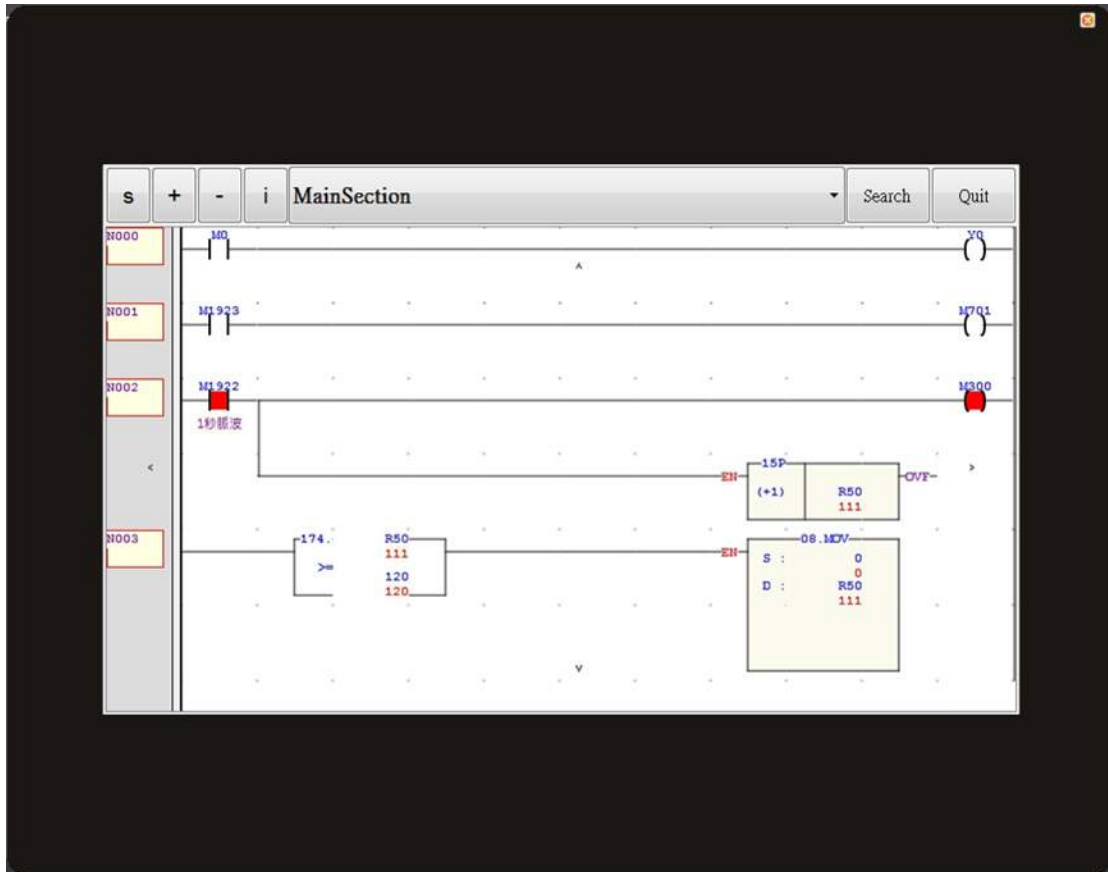 s + - i MainSection Search Quit
N000 M0 Y0
^
N001 M1923 M701
N002 M1922 M300
1秒脈波
< >
15P
EN (+1) R50 OVF
111
N003 174. R50 08.MOV
111 EN S : 0
>= 120 0
120 D : R50
111
v